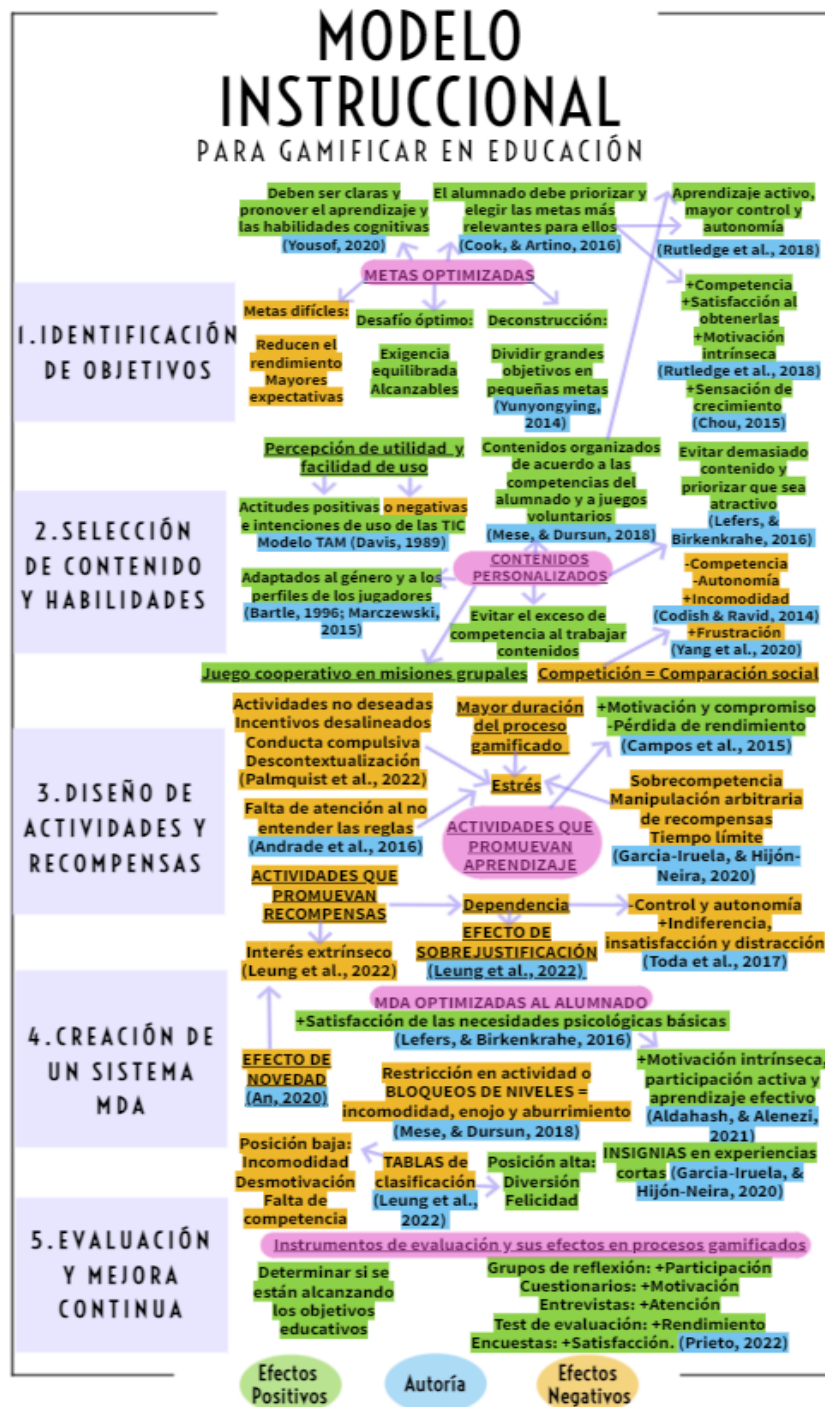 MODELO
INSTRUCCIONAL
PARA GAMIFICAR EN EDUCACIÓN
Deben ser claras y
pronover el aprendizaje y
las habilidades cognitivas
(Yousof, 2020)
El alumnado debe priorizar y
elegir las metas más
relevantes para ellos
(Cook, & Artino, 2016)
Aprendizaje activo,
mayor control y
autonomía
(Rutledge et al., 2018)
METAS OPTIMIZADAS
1.IDENTIFICACIÓN
DE OBJETIVOS
Metas difíciles:
Reducen el
rendimiento
Mayores
expectativas
Desafío óptimo:
Exigencia
equilibrada
Alcanzables
Deconstrucción:
Dividir grandes
objetivos en
pequeñas metas
(Yunyongying,
2014)
+Competencia
+Satisfacción al
obtenerlas
+Motivación
intrínseca
(Rutledge et al., 2018)
+Sensación de
crecimiento
(Chou, 2015)
2.SELECCIÓN
DE CONTENIDO
Y HABILIDADES
Percepción de utilidad y
facilidad de uso
Actitudes positivas o negativas
e intenciones de uso de las TIC
Modelo TAM (Davis, 1989)
Contenidos organizados
de acuerdo a las
competencias del
alumnado y a juegos
voluntarios
(Mese, & Dursun, 2018)
Evitar demasiado
contenido y
priorizar que sea
atractivo
(Lefers, &
Birkenkrahe, 2016)
CONTENIDOS
PERSONALIZADOS
Adaptados al género y a los
perfiles de los jugadores
(Bartle, 1996; Marczewski,
2015)
Evitar el exceso de
competencia al trabajar
contenidos
-Competencia
-Autonomía
+Incomodidad
(Codish & Ravid, 2014)
+Frustración
(Yang et al., 2020)
Juego cooperativo en misiones grupales
Competición = Comparación social
3.DISEÑO DE
ACTIVIDADES Y
RECOMPENSAS
Actividades no deseadas
Incentivos desalineados
Conducta compulsiva
Descontextualización
(Palmquist et al., 2022)
Falta de atención al no
entender las reglas
(Andrade et al., 2016)
Mayor duración
del proceso
gamificado
Estrés
+Motivación y compromiso
-Pérdida de rendimiento
(Campos et al., 2015)
ACTIVIDADES QUE
PROMUEVAN
APRENDIZAJE
Sobrecompetencia
Manipulación arbitraria
de recompensas
Tiempo límite
(Garcia-Iruela, & Hijón-
Neira, 2020)
ACTIVIDADES QUE
PROMUEVAN
RECOMPENSAS
Dependencia
-Control y autonomía
+Indiferencia,
insatisfacción y distracción
(Toda et al., 2017)
Interés extrínseco
(Leung et al., 2022)
EFECTO DE
SOBREJUSTIFICACIÓN
(Leung et al., 2022)
4.CREACIÓN DE
UN SISTEMA
MDA
MDA OPTIMIZADAS AL ALUMNADO
+Satisfacción de las necesidades psicológicas básicas
(Lefers, & Birkenkrahe, 2016)
EFECTO DE
NOVEDAD
(An, 2020)
Restricción en actividad o
BLOQUEOS DE NIVELES =
incomodidad, enojo y aburrimiento
(Mese, & Dursun, 2018)
+Motivación intrínseca,
participación activa y
aprendizaje efectivo
(Aldahash, & Alenezi,
2021)
Posición baja:
Incomodidad
Desmotivación
Falta de
competencia
TABLAS de
clasificación
(Leung et al.,
2022)
Posición alta:
Diversión
Felicidad
INSIGNIAS en experiencias
cortas (Garcia-Iruela, &
Hijón-Neira, 2020)
5.EVALUACIÓN
Y MEJORA
CONTINUA
Instrumentos de evaluación y sus efectos en procesos gamificados
Determinar si se
están alcanzando
los objetivos
educativos
Grupos de reflexión: +Participación
Cuestionarios: +Motivación
Entrevistas: +Atención
Test de evaluación: +Rendimiento
Encuestas: +Satisfacción. (Prieto, 2022)
Efectos
Positivos
Autoría
Efectos
Negativos